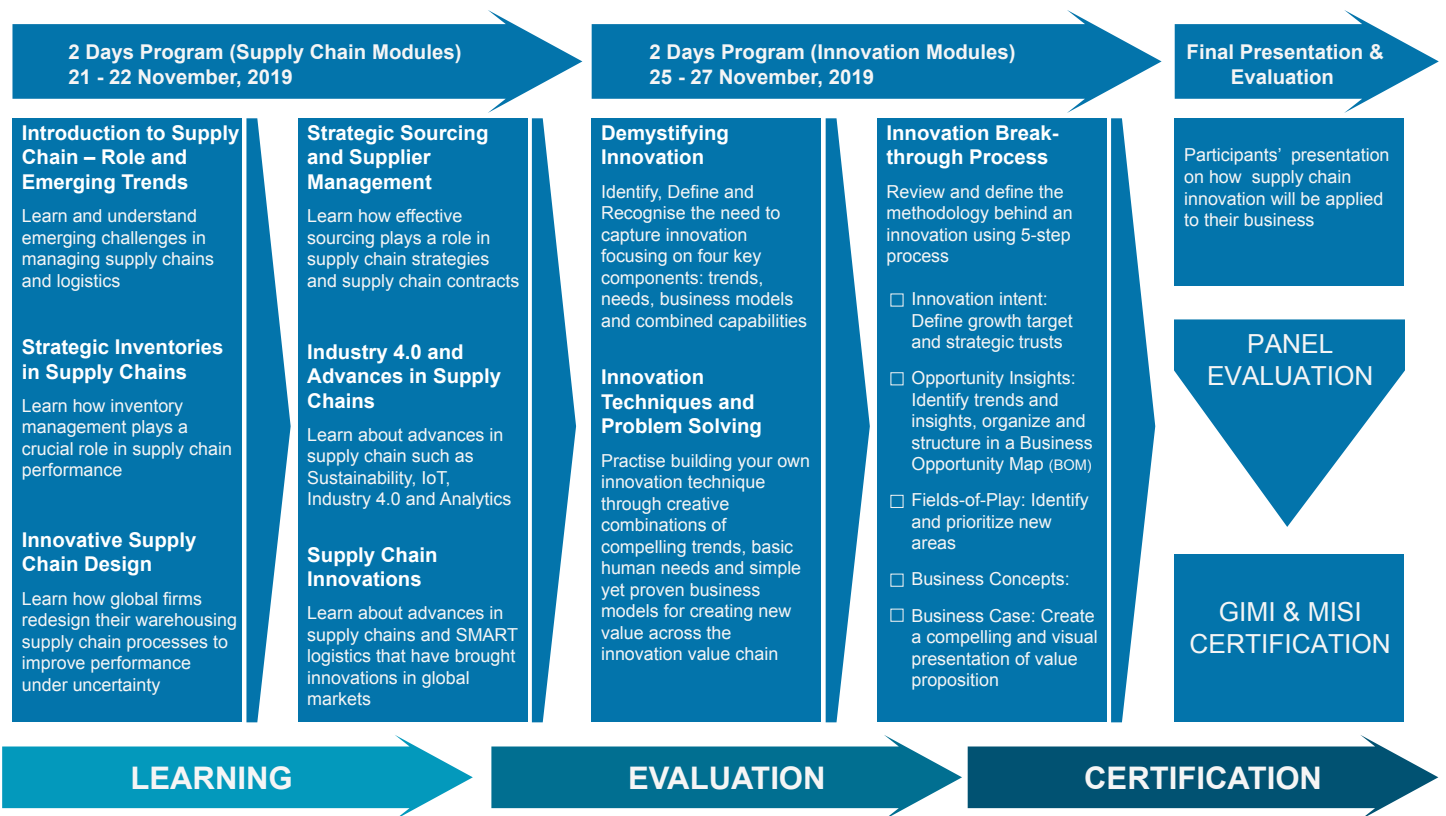 2 Days Program (Supply Chain Modules)
21 - 22 November, 2019
2 Days Program (Innovation Modules)
25 - 27 November, 2019
Final Presentation &
Evaluation
Introduction to Supply
Chain – Role and
Emerging Trends
Learn and understand
emerging challenges in
managing supply chains
and logistics
Strategic Inventories
in Supply Chains
Learn how inventory
management plays a
crucial role in supply chain
performance
Innovative Supply
Chain Design
Learn how global firms
redesign their warehousing
supply chain processes to
improve performance
under uncertainty
Strategic Sourcing
and Supplier
Management
Learn how effective
sourcing plays a role in
supply chain strategies
and supply chain contracts
Industry 4.0 and
Advances in Supply
Chains
Learn about advances in
supply chain such as
Sustainability, IoT,
Industry 4.0 and Analytics
Supply Chain
Innovations
Learn about advances in
supply chains and SMART
logistics that have brought
innovations in global
markets
Demystifying
Innovation
Identify, Define and
Recognise the need to
capture innovation
focusing on four key
components: trends,
needs, business models
and combined capabilities
Innovation
Techniques and
Problem Solving
Practise building your own
innovation technique
through creative
combinations of
compelling trends, basic
human needs and simple
yet proven business
models for creating new
value across the
innovation value chain
Innovation Break-
through Process
Review and define the
methodology behind an
innovation using 5-step
process
☐ Innovation intent:
Define growth target
and strategic trusts
☐ Opportunity Insights:
Identify trends and
insights, organize and
structure in a Business
Opportunity Map (BOM)
☐ Fields-of-Play: Identify
and prioritize new
areas
☐ Business Concepts:
☐ Business Case: Create
a compelling and visual
presentation of value
proposition
Participants' presentation
on how supply chain
innovation will be applied
to their business
PANEL
EVALUATION
GIMI & MISI
CERTIFICATION
LEARNING
EVALUATION
CERTIFICATION